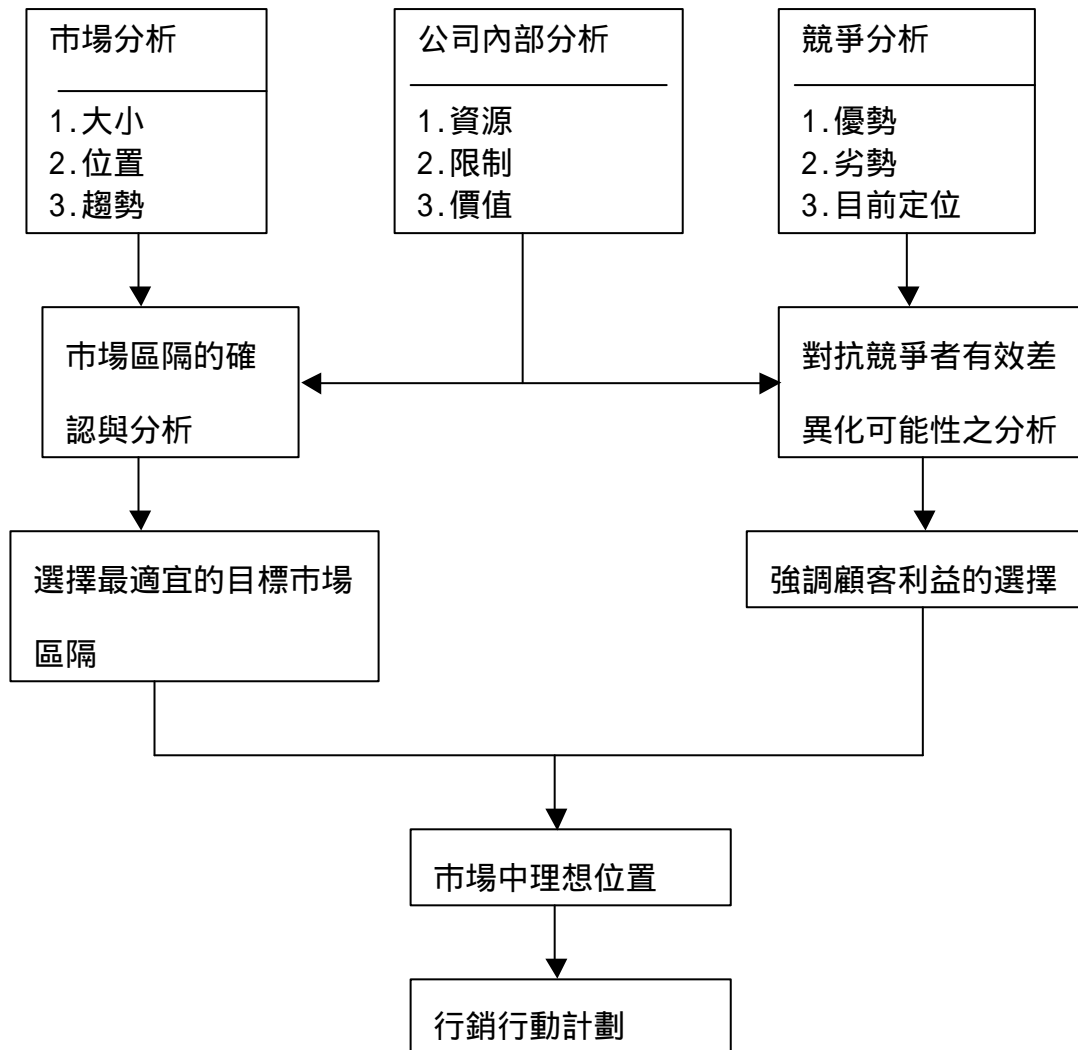 市場分析
1.大小
2.位置
3.趨勢
公司內部分析
1.資源
2.限制
3.價值
競爭分析
1.優勢
2.劣勢
3.目前定位
市場區隔的確
認與分析
對抗競爭者有效差
異化可能性之分析
選擇最適宜的目標市場
區隔
強調顧客利益的選擇
市場中理想位置
行銷行動計劃